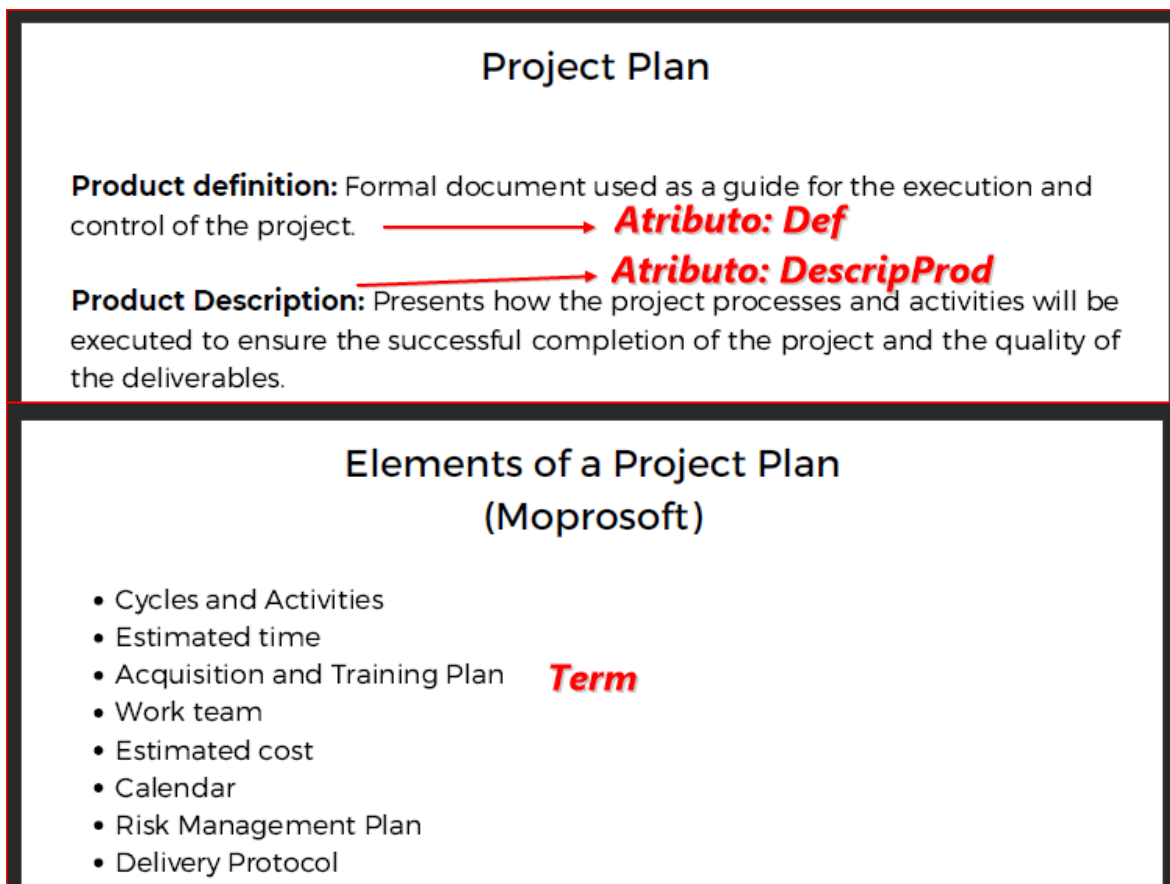 Project Plan
Product definition: Formal document used as a guide for the execution and
control of the project.
Atributo: Def
Atributo: DescripProd
Product Description: Presents how the project processes and activities will be
executed to ensure the successful completion of the project and the quality of
the deliverables.
Elements of a Project Plan
(Moprosoft)
• Cycles and Activities
• Estimated time
• Acquisition and Training Plan
Term
• Work team
• Estimated cost
• Calendar
• Risk Management Plan
• Delivery Protocol